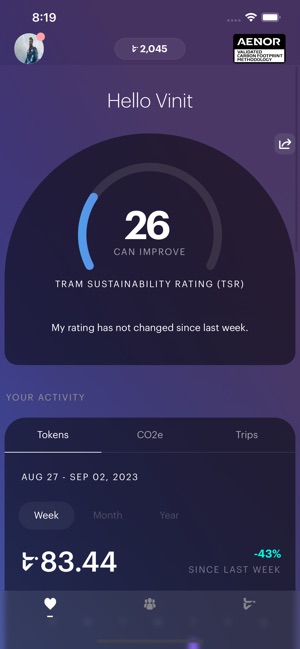 8:19
2,045
AENOR
VALIDATED
CARBON FOOTPRINT
METHODOLOGY
Hello Vinit
26
CAN IMPROVE
TRAM SUSTAINABILITY RATING (TSR)
My rating has not changed since last week.
YOUR ACTIVITY
Tokens CO2e Trips
AUG 27 - SEP 02, 2023
Week Month Year
83.44
-43%
SINCE LAST WEEK